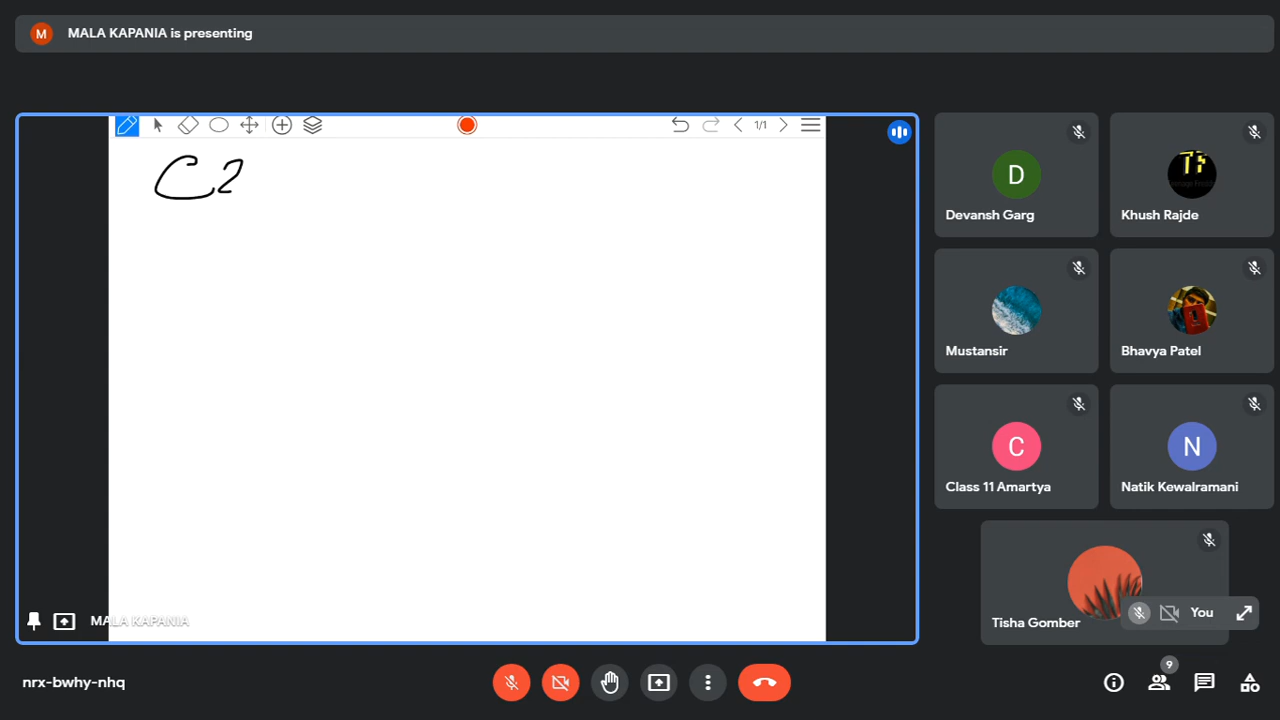 M MALA KAPANIA is presenting
1/1
C2
D
Devansh Garg
Khush Rajde
Mustansir
Bhavya Patel
C
Class 11 Amartya
N
Natik Kewalramani
MALA KAPANIA
Tisha Gomber
You
nrx-bwhy-nhq
9